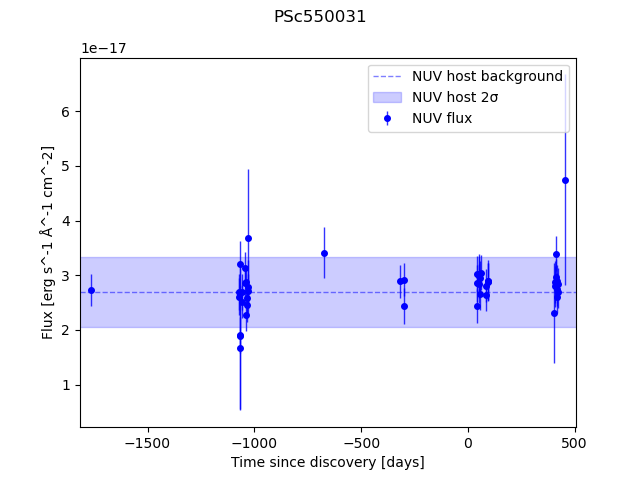 PSc550031
1e−17
NUV host background
NUV host 2σ
NUV flux
6
5
4
3
2
1
Flux [erg s^-1 Å^-1 cm^-2]
−1500
−1000
−500
0
500
Time since discovery [days]